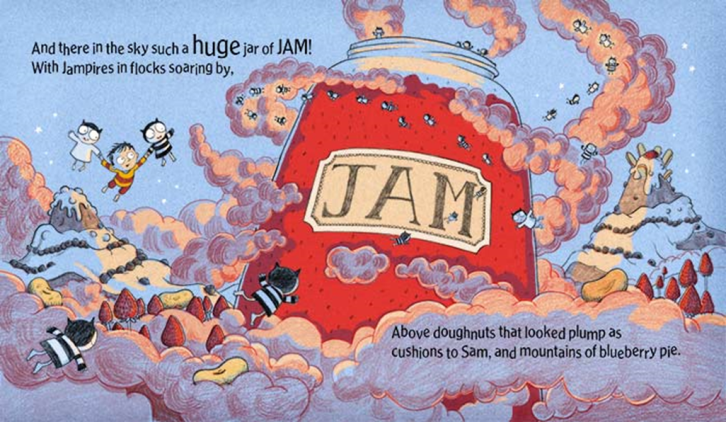 And there in the sky such a huge jar of JAM!
With Jampires in flocks soaring by,
JAM
Above doughnuts that looked plump as
cushions to Sam, and mountains of blueberry pie.